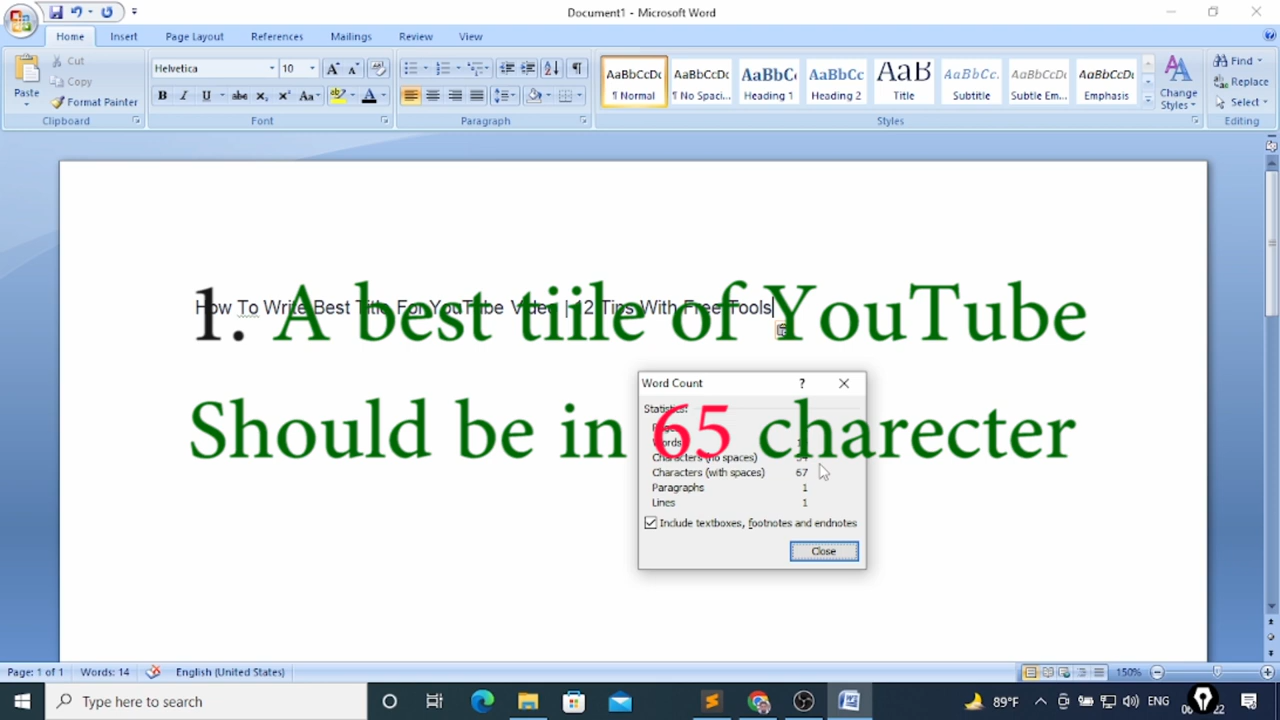 Document1 - Microsoft Word
Home Insert Page Layout References Mailings Review View
Paste
Cut
Copy
Format Painter
Clipboard
Helvetica 10
Font
Paragraph
AaBbCcDc AaBbCcDc AaBbC AaBbCc AaB AaBbCc. AaBbCcDc AaBbCcDc
¶ Normal ¶ No Spaci... Heading 1 Heading 2 Title Subtitle Subtle Em... Emphasis
Change Styles
Styles
Find
Replace
Select
Editing
How To Write Best Title For YouTube Video | 12 Tips With Free Tools
1. A best tiile of YouTube
Should be in 65 charecter
Word Count ?
Statistics:
Words
Characters (no spaces)
Characters (with spaces) 67
Paragraphs 1
Lines 1
Include textboxes, footnotes and endnotes
Close
Page: 1 of 1 Words: 14 English (United States) 150%
Type here to search 89°F ENG